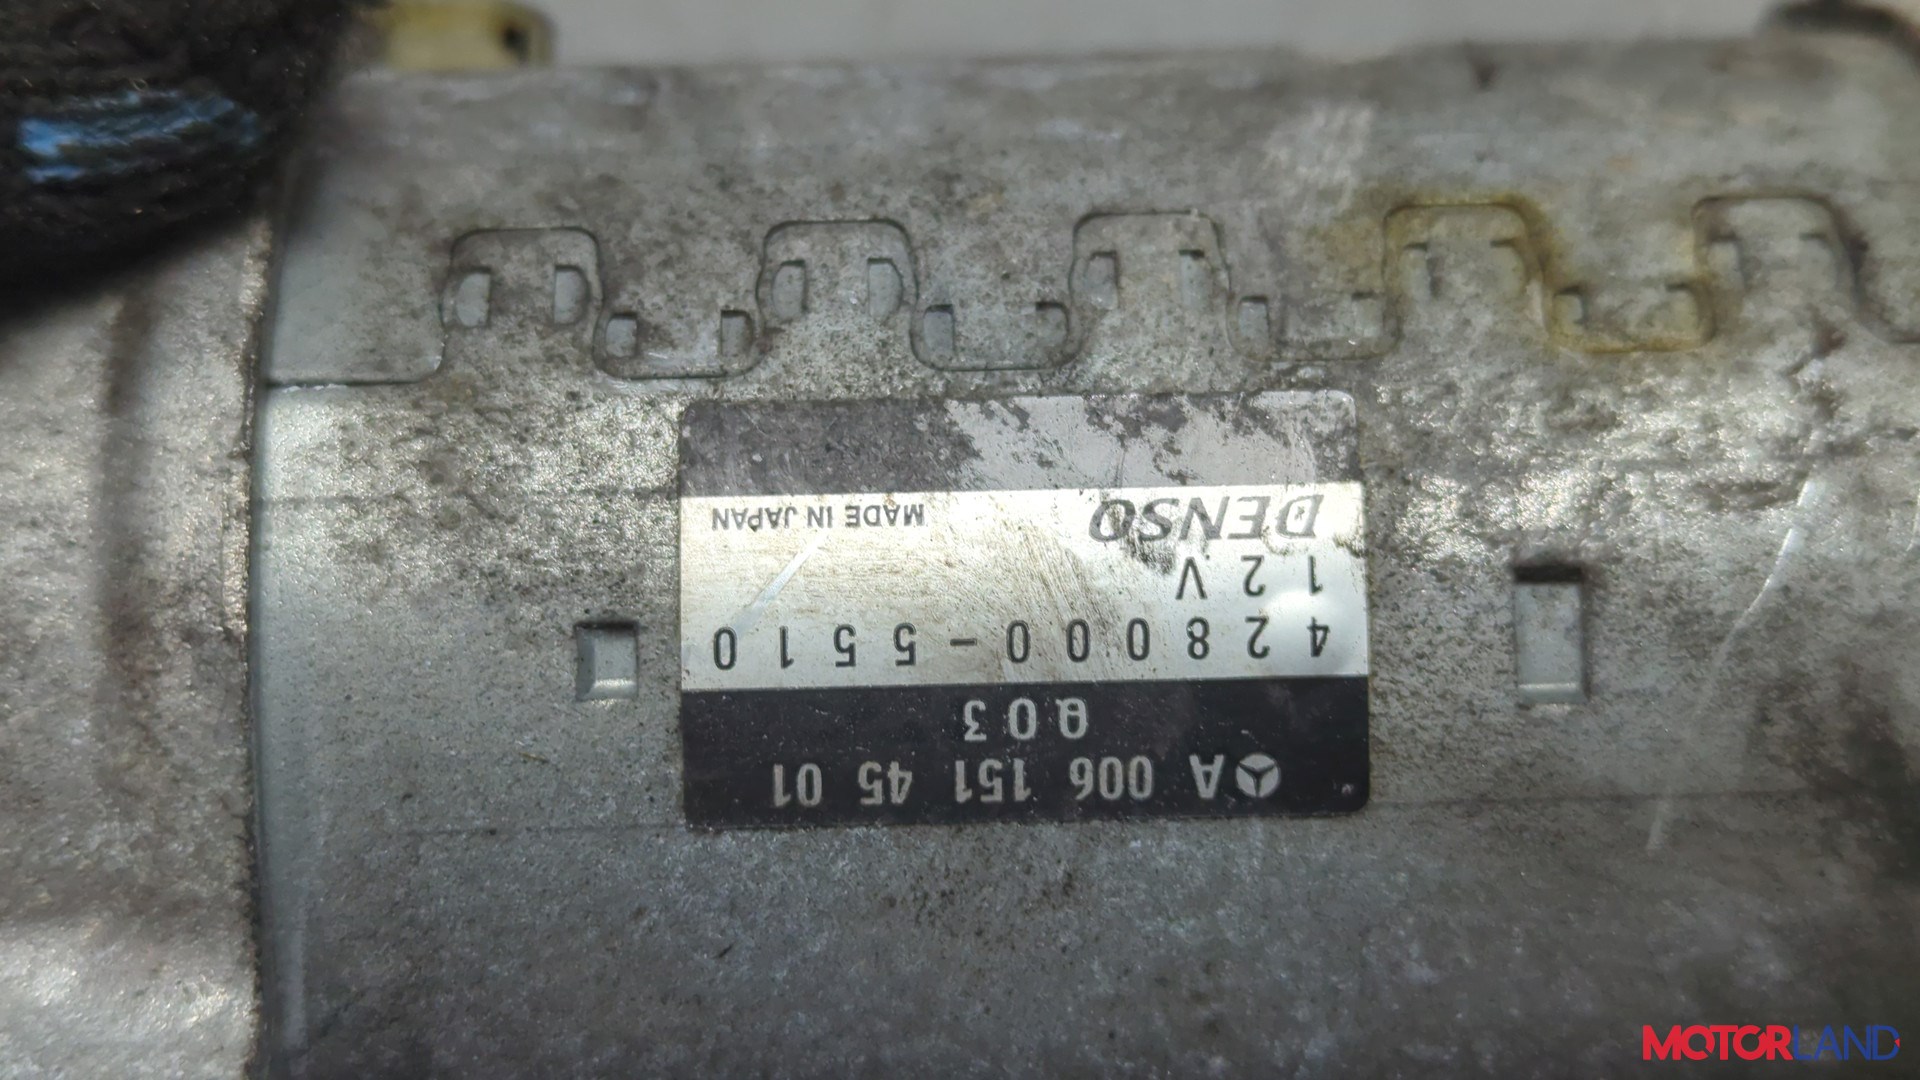 DENSO MADE IN JAPAN
12V
428000-5510
Q03
A 006 151 45 01
MOTORLAND